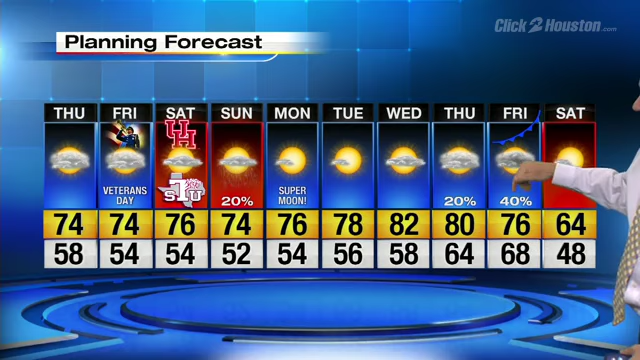 Click2Houston.com
Planning Forecast
THU FRI SAT SUN MON TUE WED THU FRI SAT
UH
VETERANS DAY
TSU
20%
SUPER MOON!
20%
40%
74 74 76 74 76 78 82 80 76 64
58 54 54 52 54 56 58 64 68 48